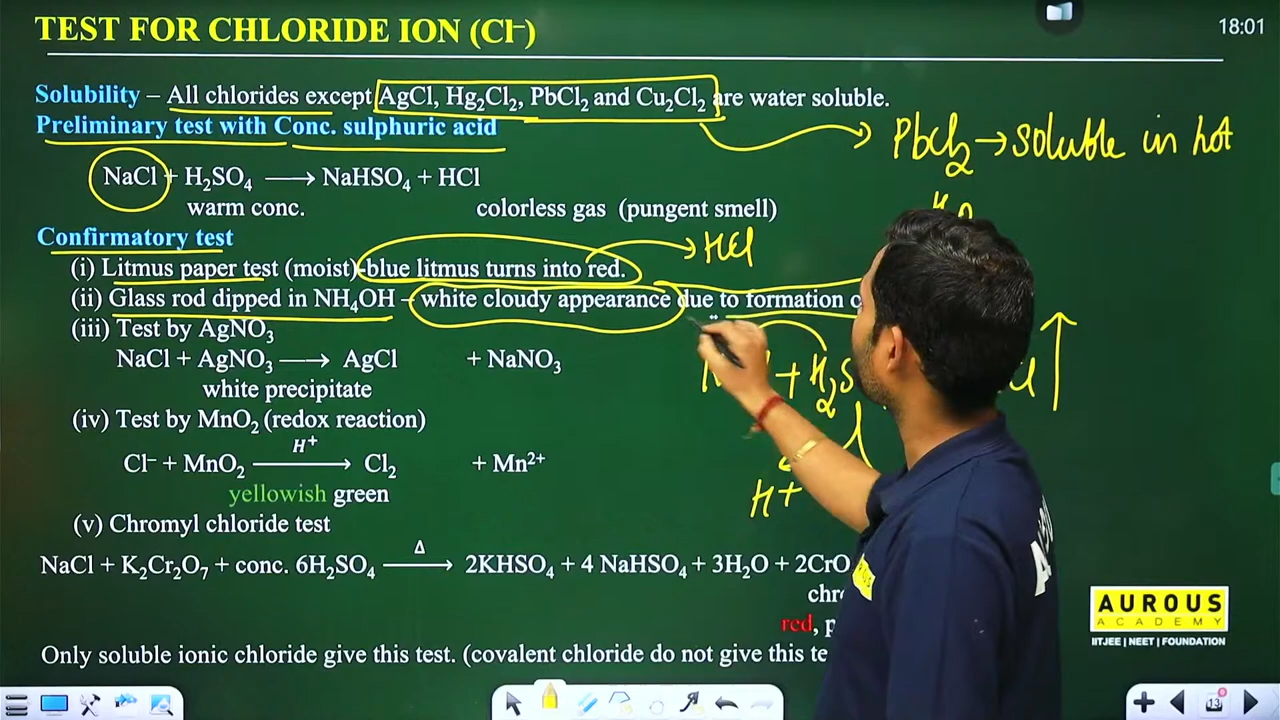 TEST FOR CHLORIDE ION (Cl⁻)
18:01
Solubility – All chlorides except AgCl, Hg₂Cl₂, PbCl₂ and Cu₂Cl₂ are water soluble.
Preliminary test with Conc. sulphuric acid
PbCl₂ → soluble in hot
NaCl + H₂SO₄ ⟶ NaHSO₄ + HCl
warm conc. colorless gas (pungent smell)
Confirmatory test
(i) Litmus paper test (moist)-blue litmus turns into red.
→ HCl
(ii) Glass rod dipped in NH₄OH – white cloudy appearance due to formation
(iii) Test by AgNO₃
NaCl + AgNO₃ ⟶ AgCl + NaNO₃
+ H₂S
white precipitate
(iv) Test by MnO₂ (redox reaction)
H⁺
Cl⁻ + MnO₂ ⟶ Cl₂ + Mn²⁺
H+
yellowish green
(v) Chromyl chloride test
Δ
NaCl + K₂Cr₂O₇ + conc. 6H₂SO₄ ⟶ 2KHSO₄ + 4 NaHSO₄ + 3H₂O + 2CrO
red,
Only soluble ionic chloride give this test. (covalent chloride do not give this
AUROUS
ACADEMY
IITJEE | NEET | FOUNDATION
13